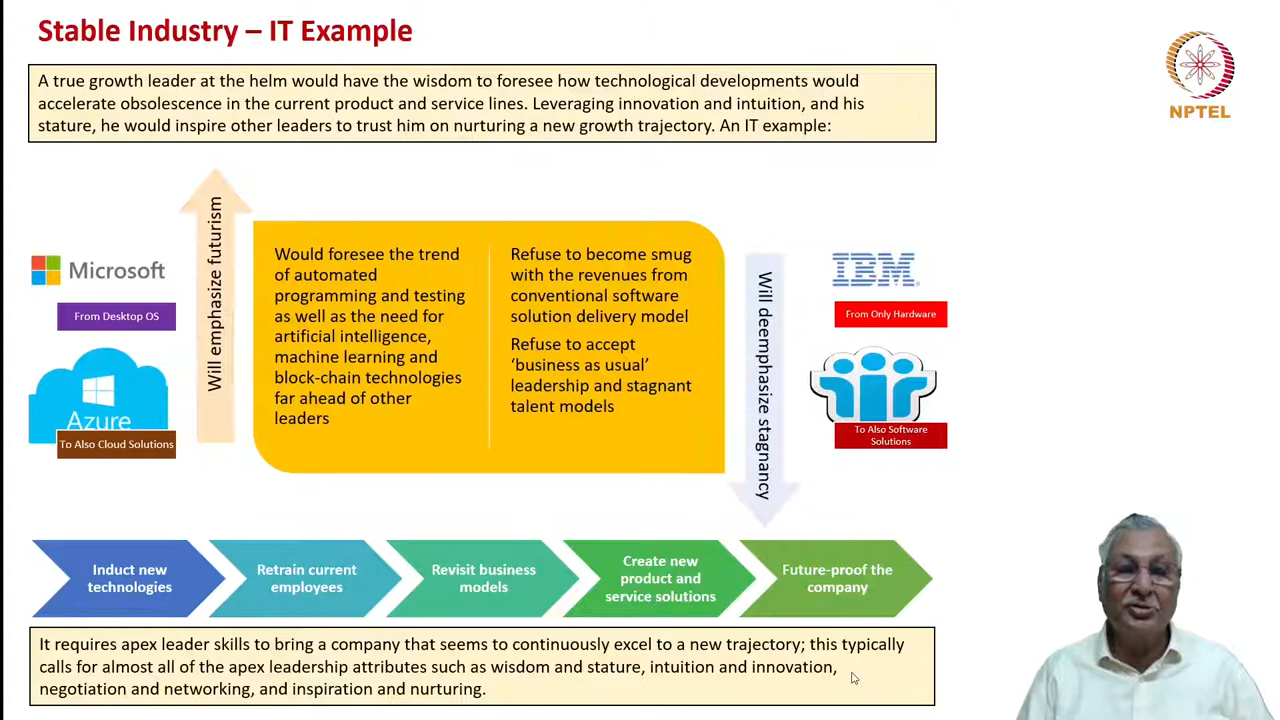 Stable Industry – IT Example
NPTEL
A true growth leader at the helm would have the wisdom to foresee how technological developments would
accelerate obsolescence in the current product and service lines. Leveraging innovation and intuition, and his
stature, he would inspire other leaders to trust him on nurturing a new growth trajectory. An IT example:
Microsoft
From Desktop OS
Azure
To Also Cloud Solutions
Will emphasize futurism
Would foresee the trend
of automated
programming and testing
as well as the need for
artificial intelligence,
machine learning and
block-chain technologies
far ahead of other
leaders
Refuse to become smug
with the revenues from
conventional software
solution delivery model
Refuse to accept
‘business as usual’
leadership and stagnant
talent models
Will deemphasize stagnancy
IBM
From Only Hardware
To Also Software
Solutions
Induct new
technologies
Retrain current
employees
Revisit business
models
Create new
product and
service solutions
Future-proof the
company
It requires apex leader skills to bring a company that seems to continuously excel to a new trajectory; this typically
calls for almost all of the apex leadership attributes such as wisdom and stature, intuition and innovation,
negotiation and networking, and inspiration and nurturing.